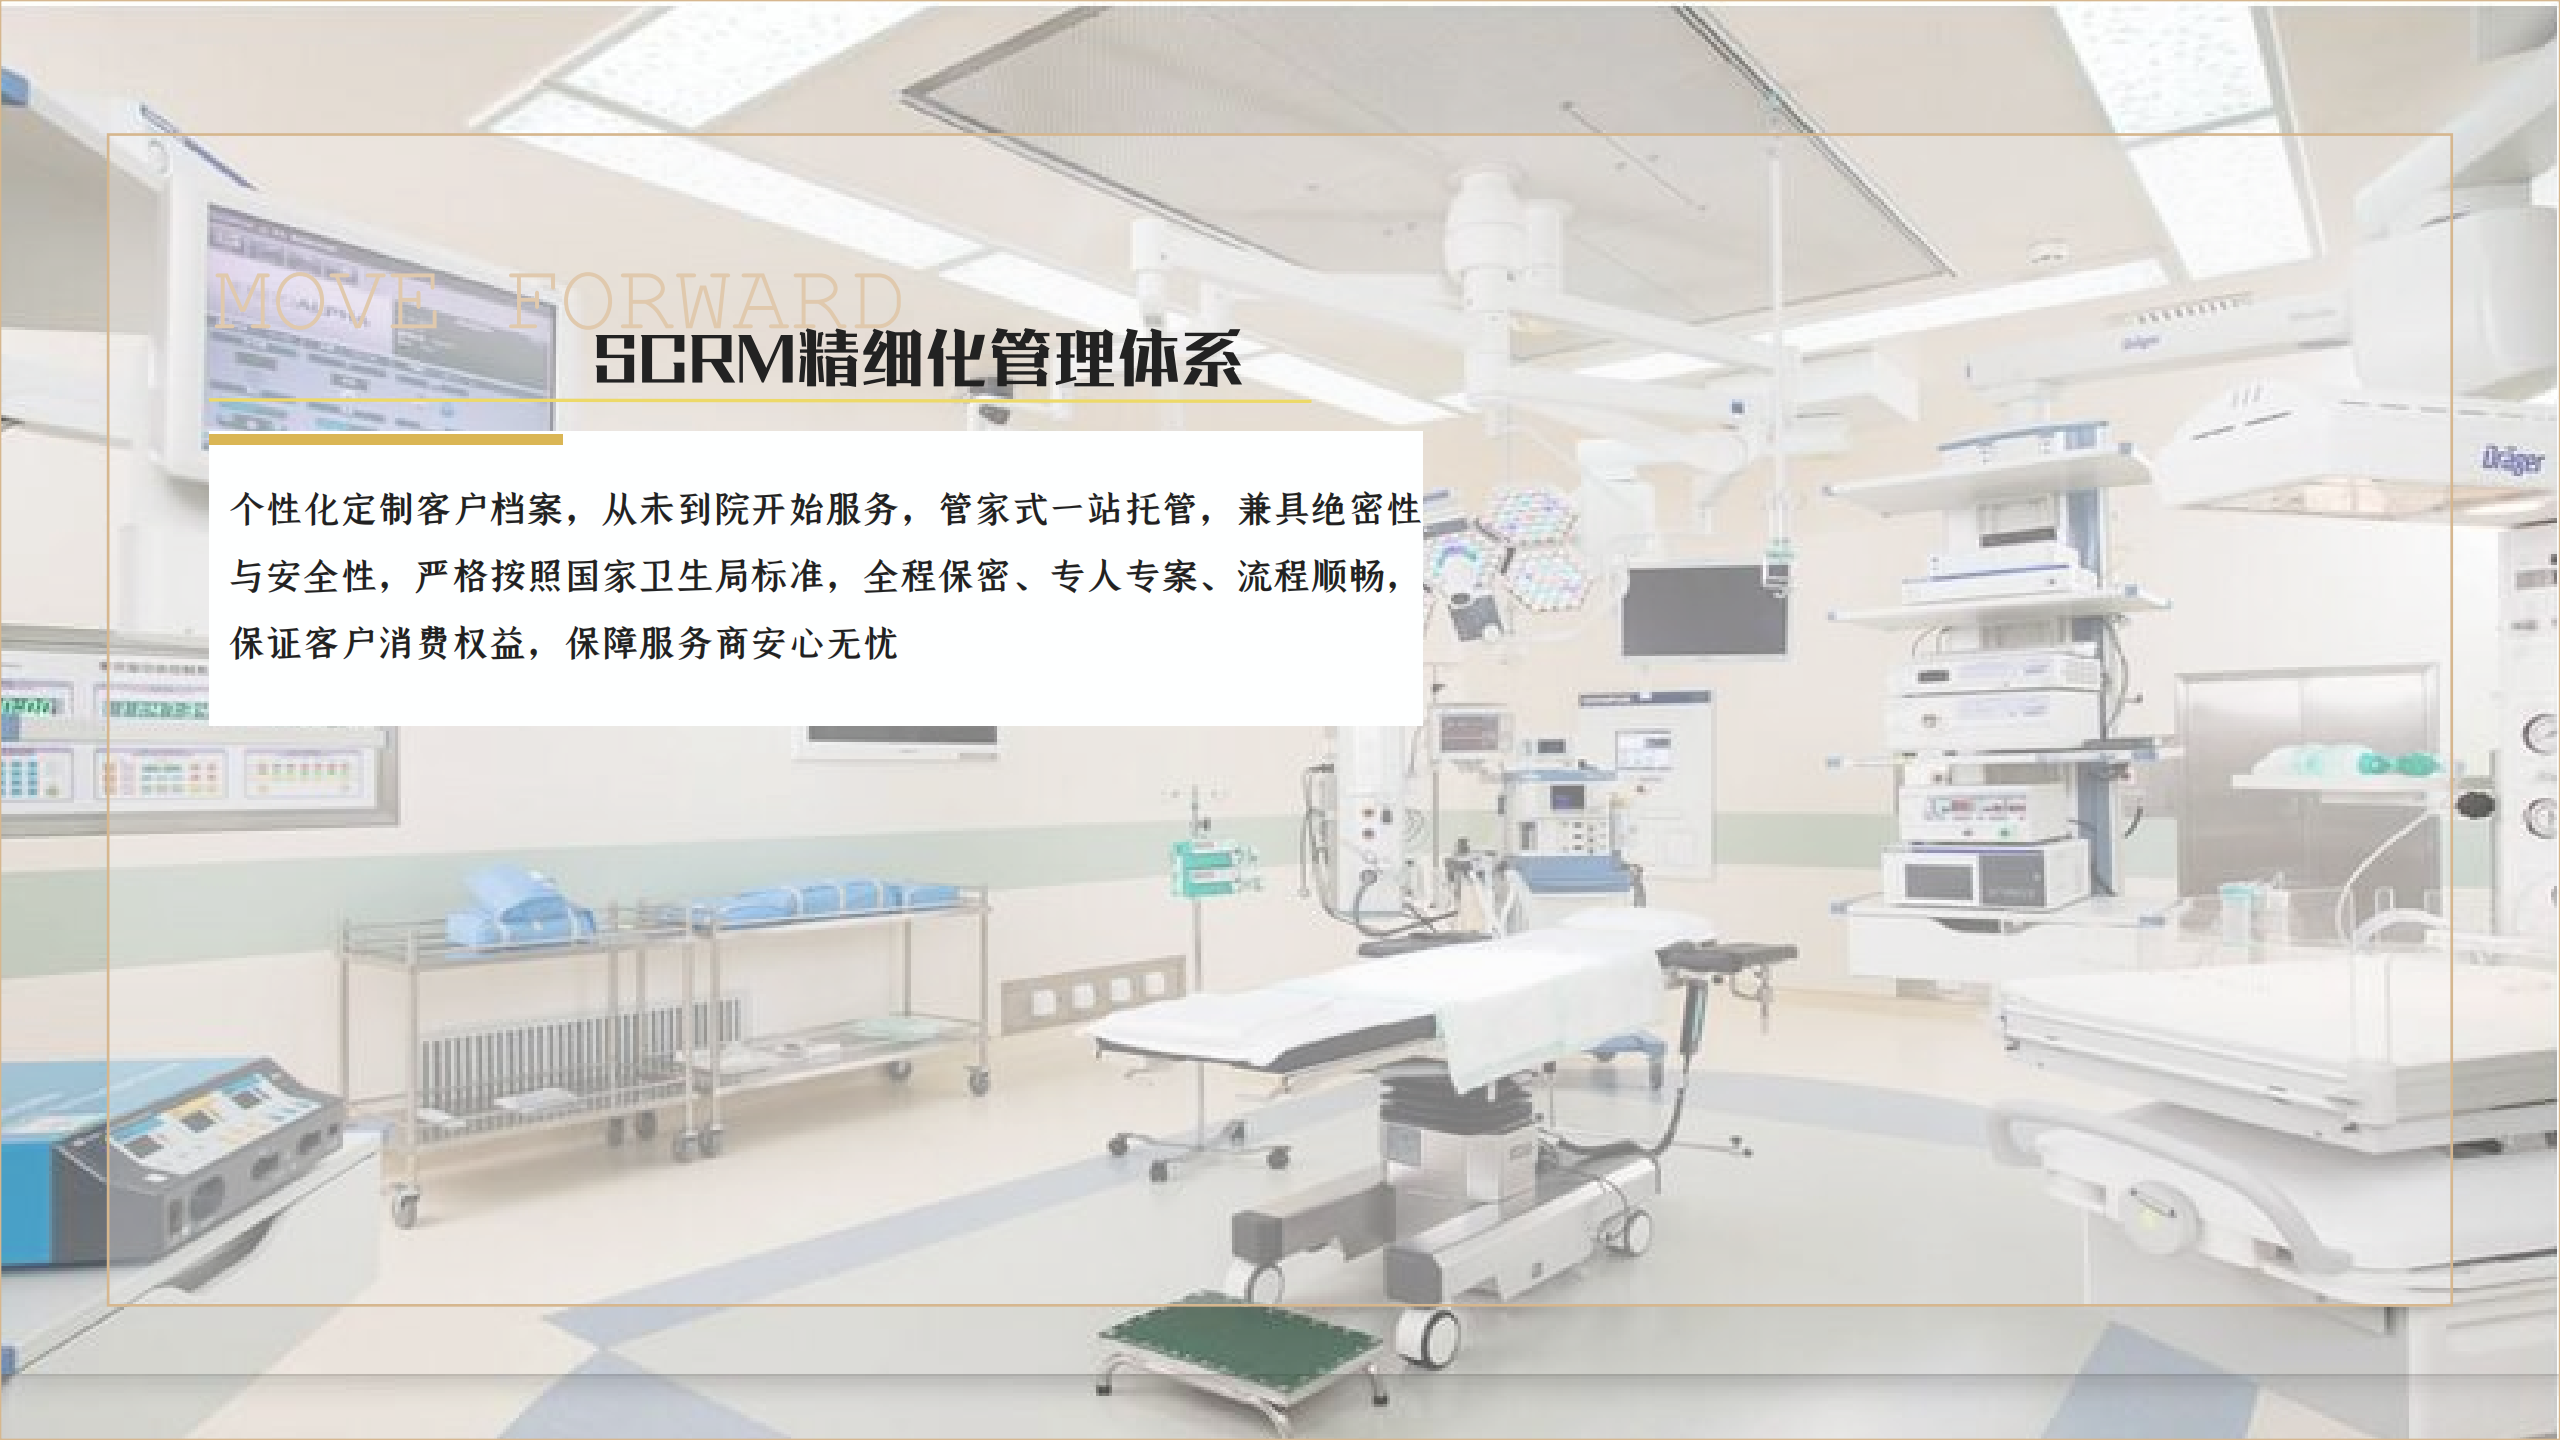 MOVE FORWARD
SCRM精细化管理体系
个性化定制客户档案，从未到院开始服务，管家式一站托管，兼具绝密性
与安全性，严格按照国家卫生局标准，全程保密、专人专案、流程顺畅，
保证客户消费权益，保障服务商安心无忧
Dräger
Dräger